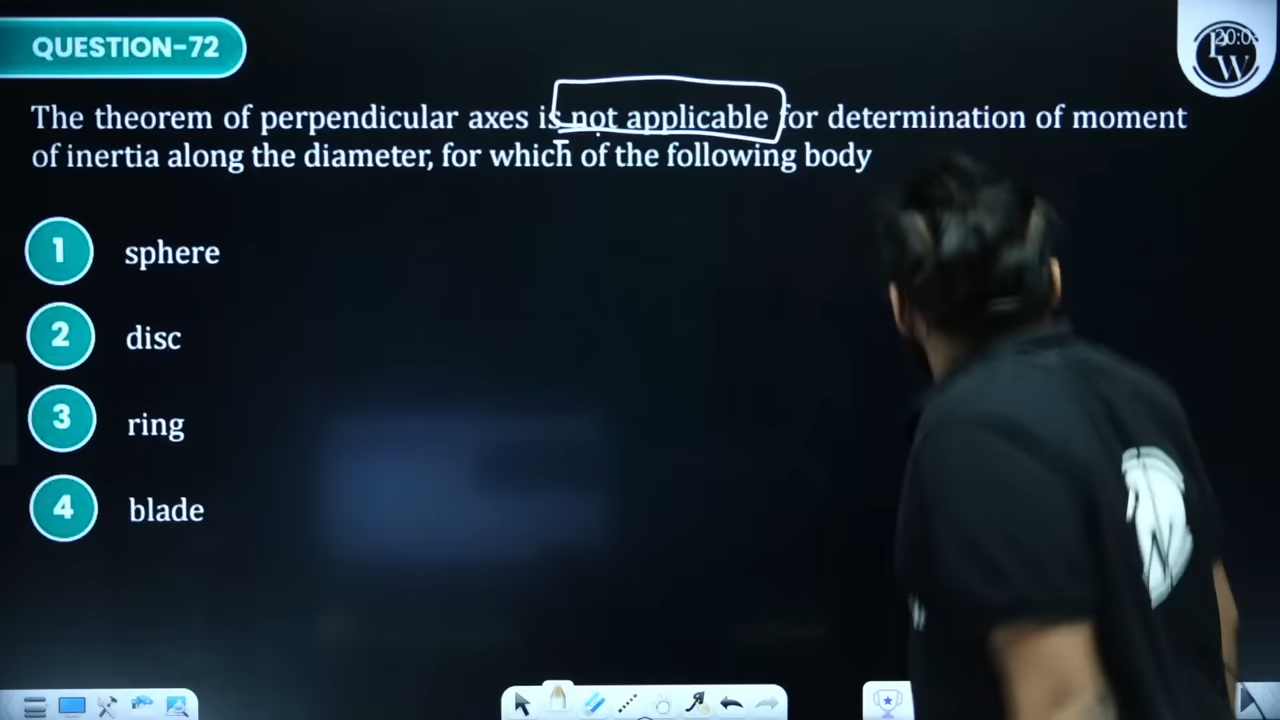 QUESTION-72
The theorem of perpendicular axes is not applicable for determination of moment
of inertia along the diameter, for which of the following body
1 sphere
2 disc
3 ring
4 blade
PW